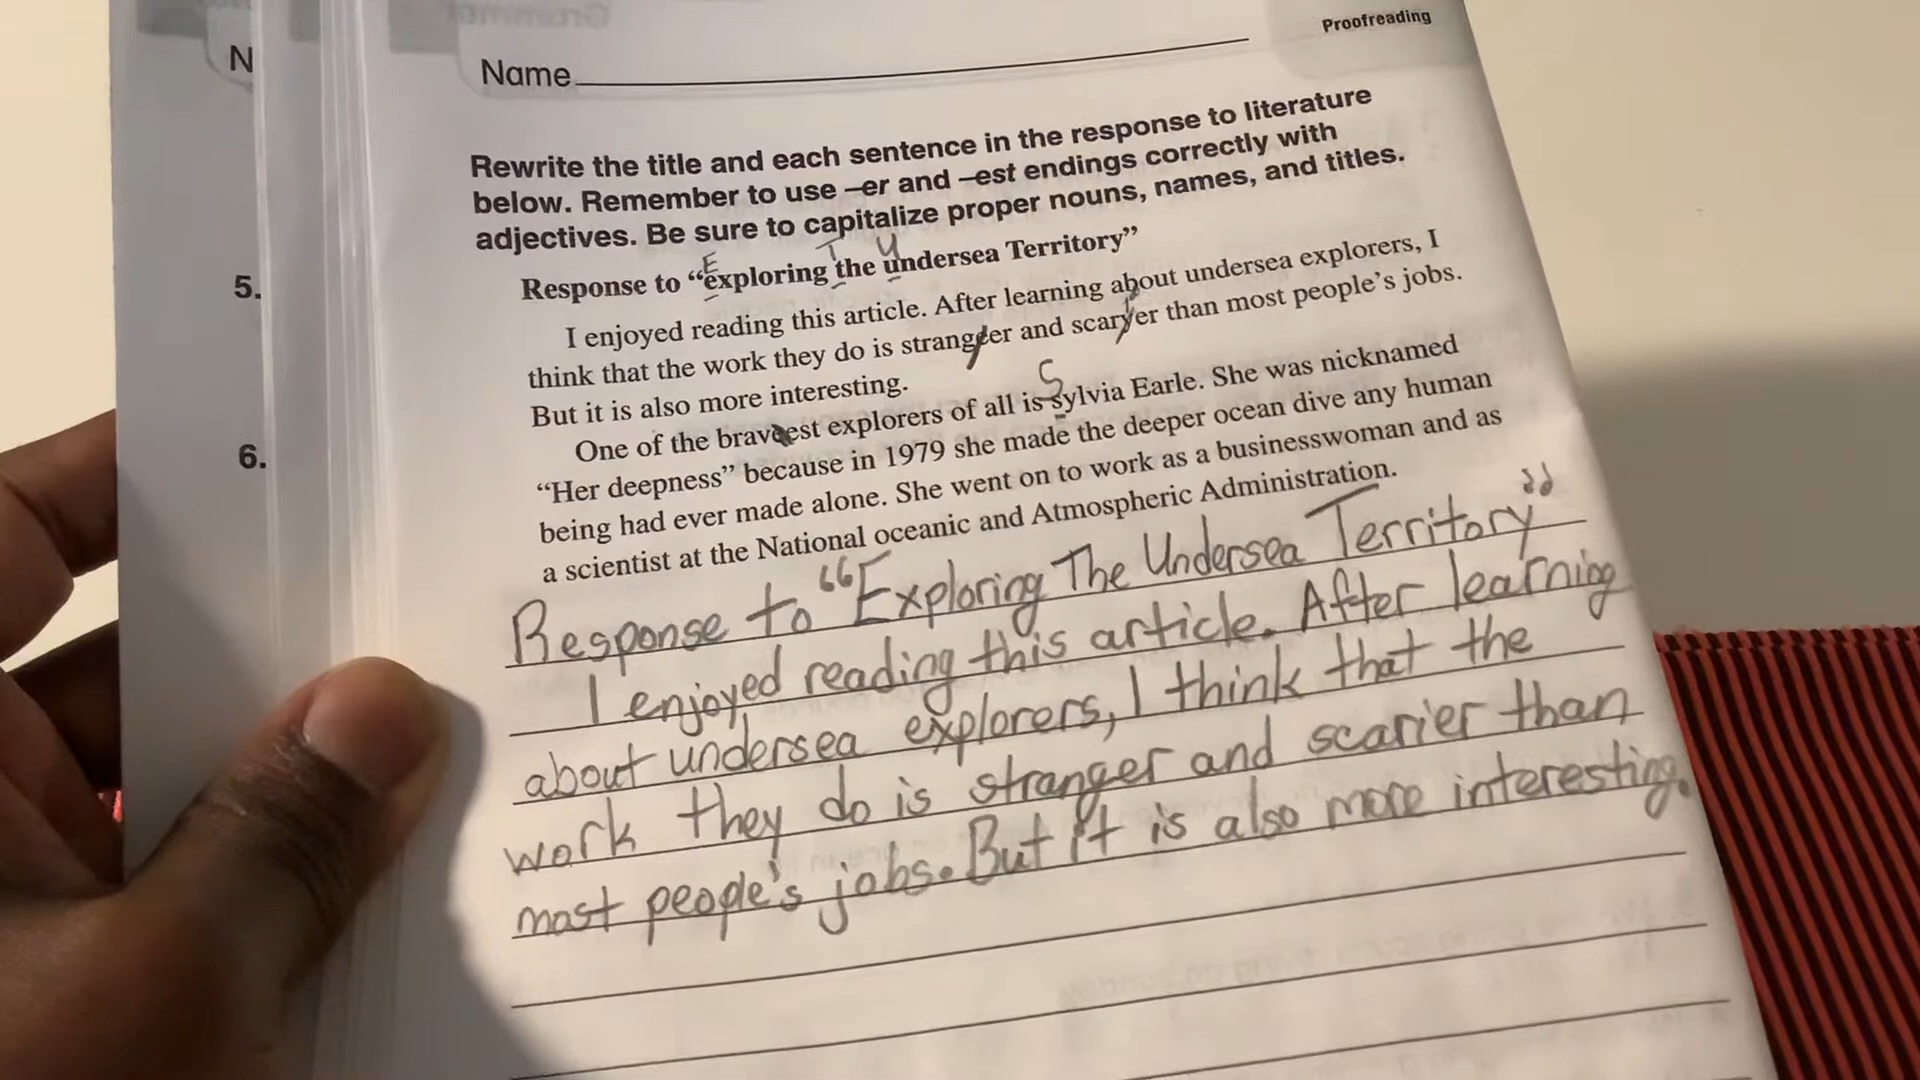 Grammar
N
Name
Proofreading
Rewrite the title and each sentence in the response to literature
below. Remember to use –er and –est endings correctly with
adjectives. Be sure to capitalize proper nouns, names, and titles.
E T U
5.
Response to “exploring the undersea Territory”
I enjoyed reading this article. After learning about undersea explorers, I
think that the work they do is strangeer and scaryer than most people’s jobs.
But it is also more interesting.
S
6.
One of the braveest explorers of all is sylvia Earle. She was nicknamed
“Her deepness” because in 1979 she made the deeper ocean dive any human
being had ever made alone. She went on to work as a businesswoman and as
a scientist at the National oceanic and Atmospheric Administration.
Response to “Exploring The Undersea Territory”
I enjoyed reading this article. After learning
about undersea explorers, I think that the
work they do is stranger and scarier than
most people's jobs. But it is also more interesting.